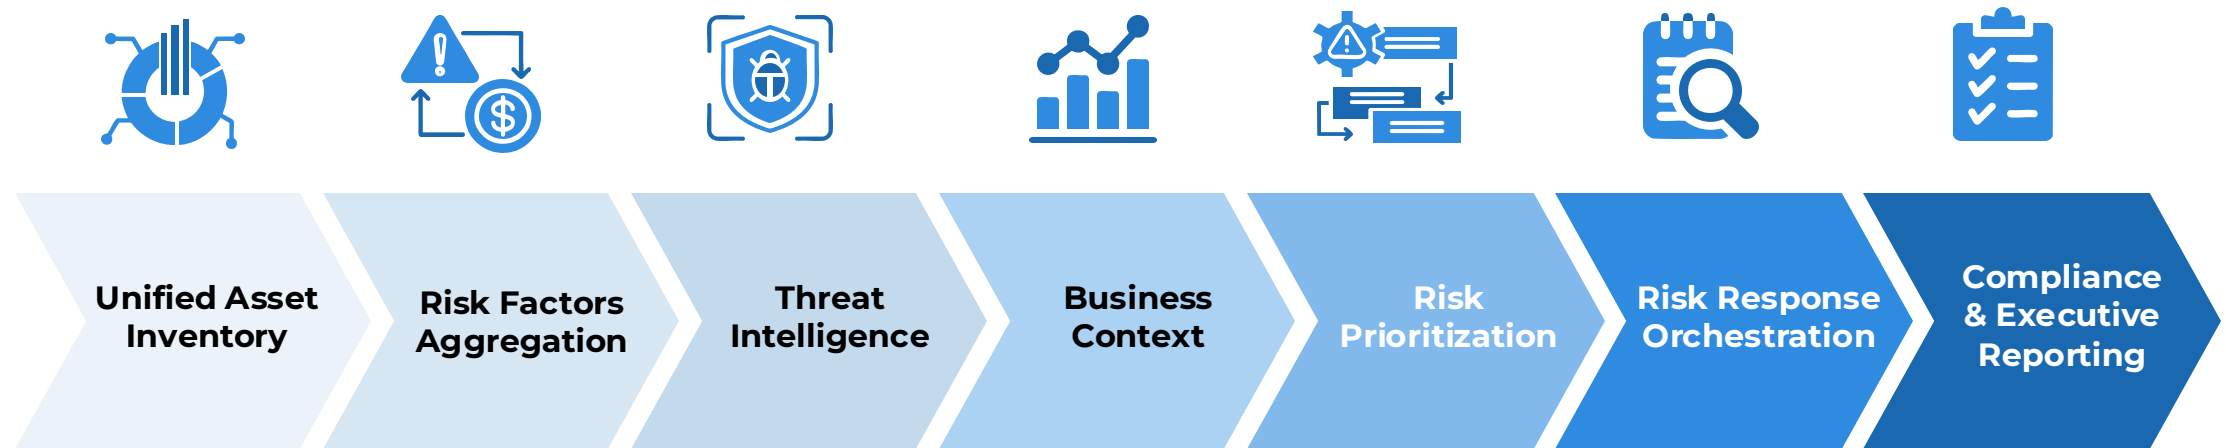 Unified Asset
Inventory
Risk Factors
Aggregation
Threat
Intelligence
Business
Context
Risk
Prioritization
Risk Response
Orchestration
Compliance
& Executive
Reporting